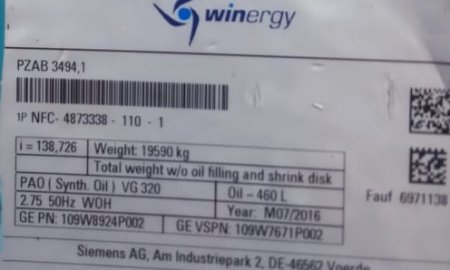 winergy
PZAB 3494,1
1P NFC- 4873338 - 110 - 1
i = 138,726 Weight: 19590 kg
Total weight w/o oil filling and shrink disk
PAO ( Synth. Oil ) VG 320 Oil ~ 460 L
2.75 50Hz WOH Year: M07/2016
GE PN: 109W8924P002 GE VSPN: 109W7671P002
Fauf 6971138
Siemens AG, Am Industriepark 2, DE-46562 Voerde